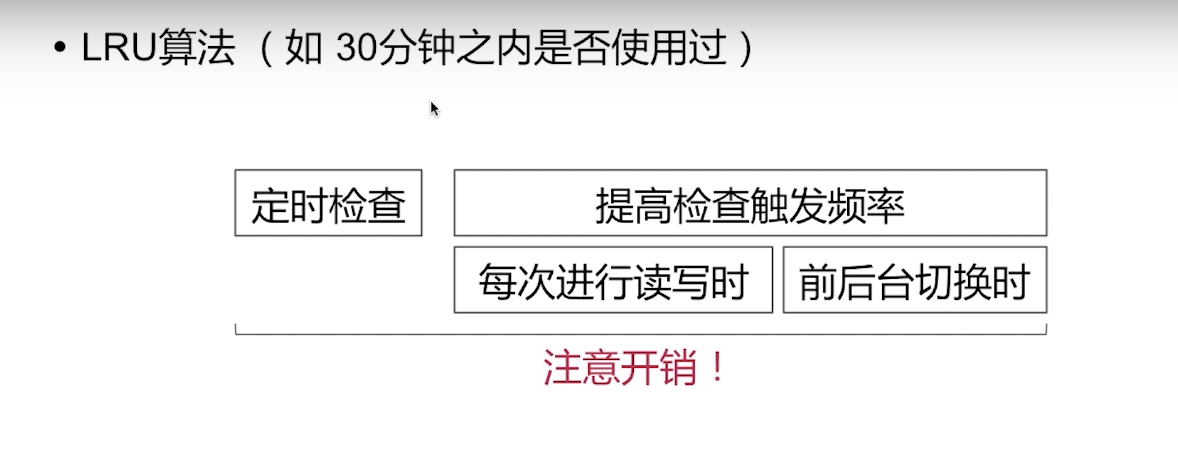 • LRU算法 （如 30分钟之内是否使用过）
定时检查
提高检查触发频率
每次进行读写时
前后台切换时
注意开销！